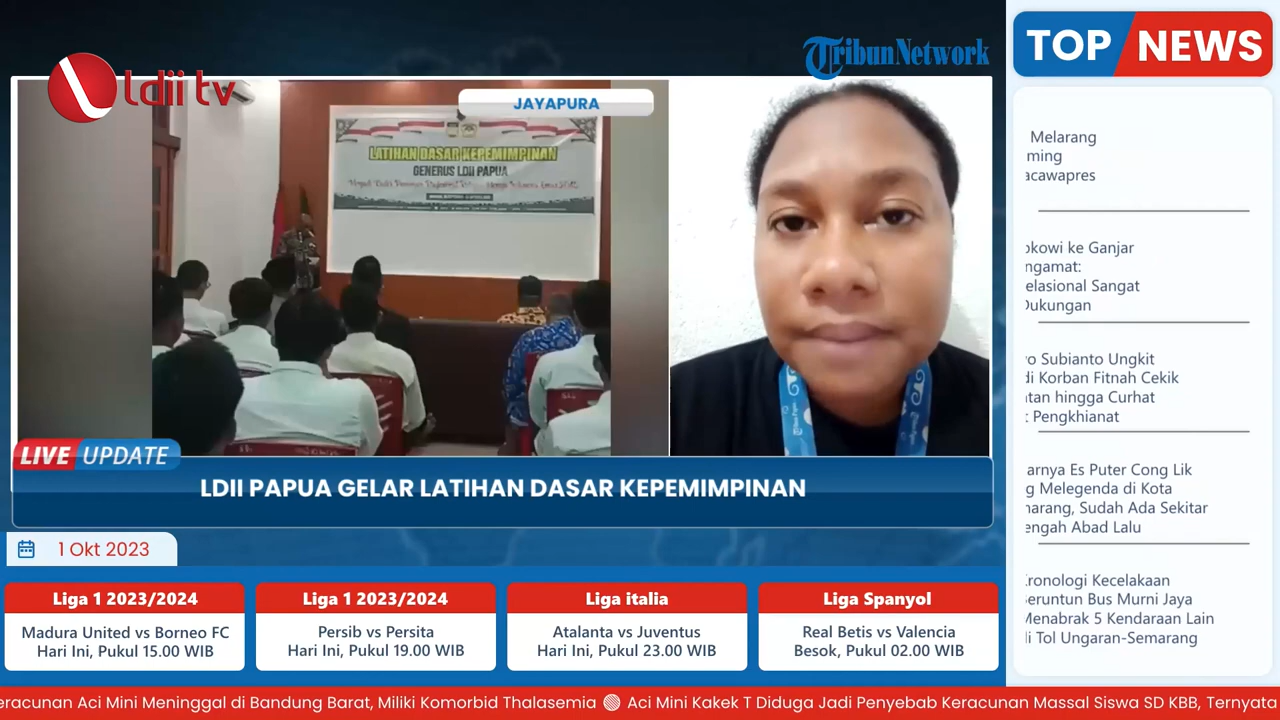 ldii tv
TribunNetwork
TOP NEWS
JAYAPURA
LATIHAN DASAR KEPEMIMPINAN
GENERUS LDII PAPUA
LIVE UPDATE
LDII PAPUA GELAR LATIHAN DASAR KEPEMIMPINAN
1 Okt 2023
Liga 1 2023/2024
Madura United vs Borneo FC
Hari Ini, Pukul 15.00 WIB
Liga 1 2023/2024
Persib vs Persita
Hari Ini, Pukul 19.00 WIB
Liga italia
Atalanta vs Juventus
Hari Ini, Pukul 23.00 WIB
Liga Spanyol
Real Betis vs Valencia
Besok, Pukul 02.00 WIB
Melarang
ming
acawapres
okowi ke Ganjar
ngamat:
elasional Sangat
Dukungan
vo Subianto Ungkit
di Korban Fitnah Cekik
atan hingga Curhat
t Pengkhianat
arnya Es Puter Cong Lik
g Melegenda di Kota
narang, Sudah Ada Sekitar
engah Abad Lalu
Kronologi Kecelakaan
Beruntun Bus Murni Jaya
Menabrak 5 Kendaraan Lain
di Tol Ungaran-Semarang
eracunan Aci Mini Meninggal di Bandung Barat, Miliki Komorbid Thalasemia Aci Mini Kakek T Diduga Jadi Penyebab Keracunan Massal Siswa SD KBB, Ternyata